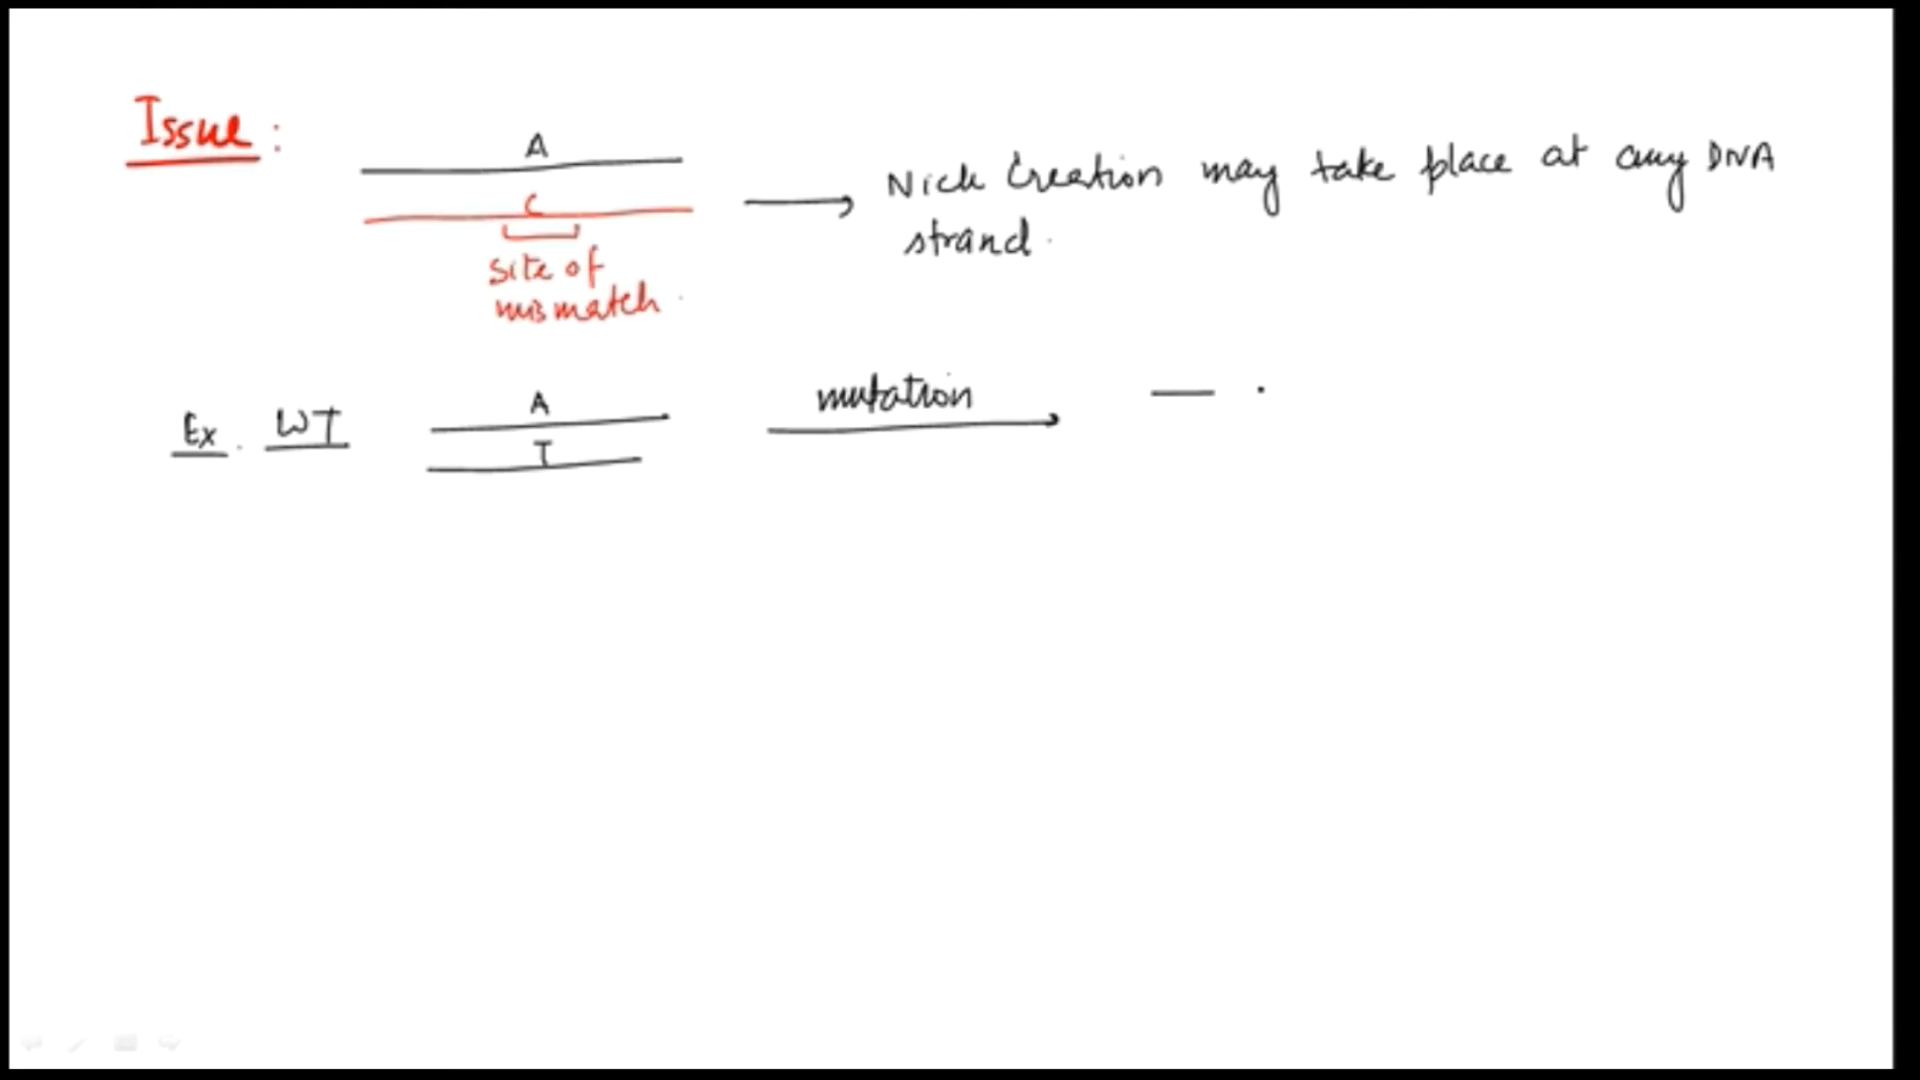 Issue:
A
C
site of
mismatch.
Nick Creation may take place at any DNA
strand.
Ex. WT
A
T
mutation